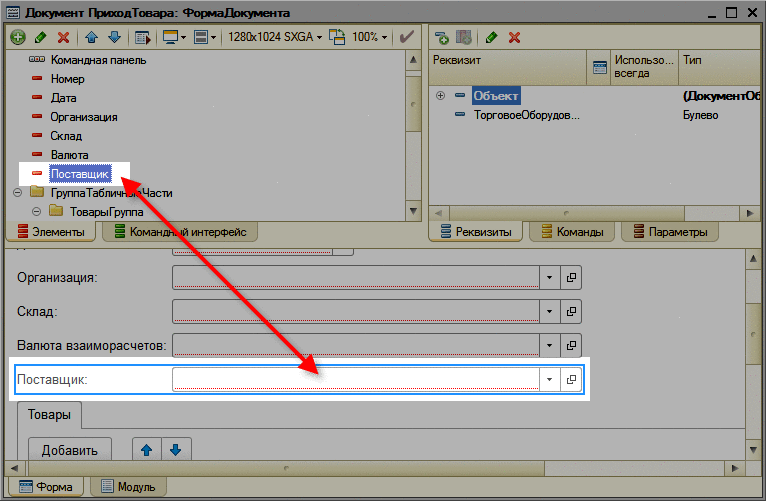 Документ ПриходТовара: ФормаДокумента
1280x1024 SXGA
100%
Командная панель
Номер
Дата
Организация
Склад
Валюта
Поставщик
ГруппаТабличныеЧасти
ТоварыГруппа
Элементы
Командный интерфейс
Реквизит
Использо...
всегда
Тип
Объект
(ДокументОб
ТорговоеОборудов...
Булево
Реквизиты
Команды
Параметры
Организация:
Склад:
Валюта взаиморасчетов:
Поставщик:
Товары
Добавить
Форма
Модуль